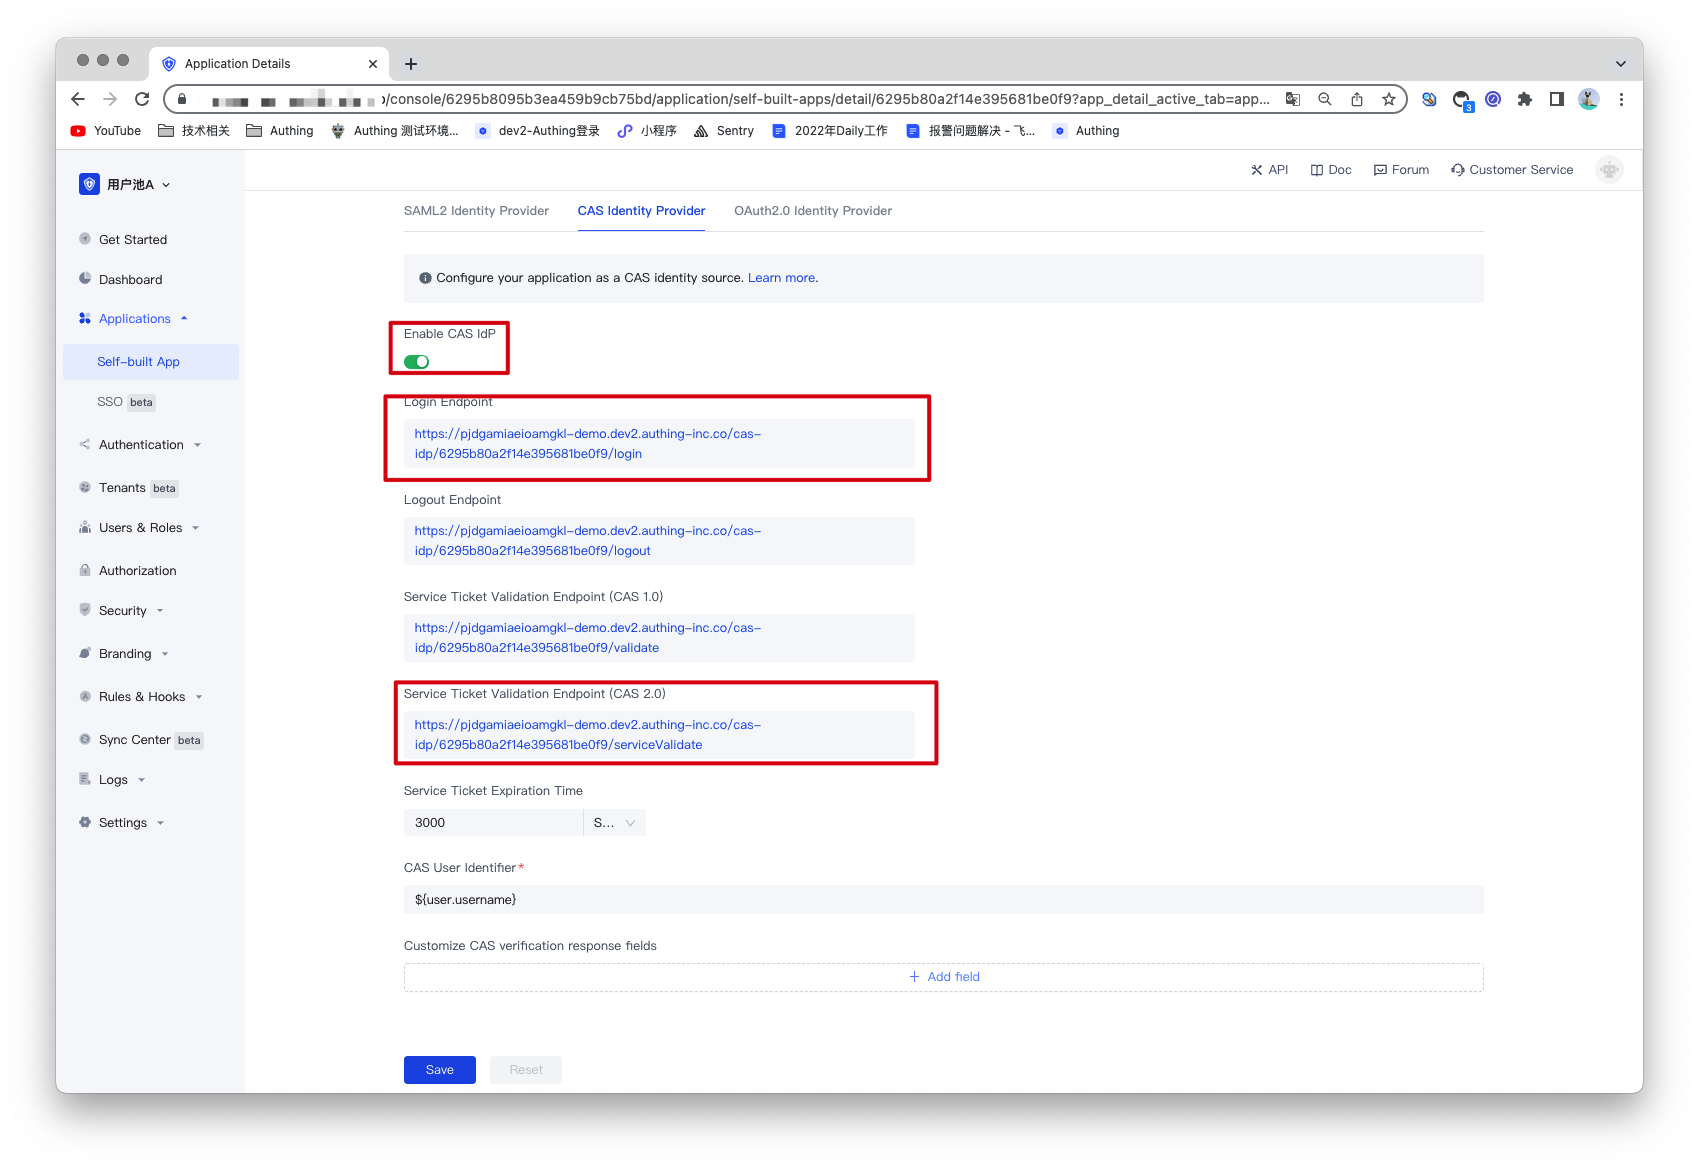 Application Details
/console/6295b8095b3ea459b9cb75bd/application/self-built-apps/detail/6295b80a2f14e395681be0f9?app_detail_active_tab=app...
3
YouTube 技术相关 Authing Authing 测试环境... dev2-Authing登录 小程序 Sentry 2022年Daily工作 报警问题解决 - 飞... Authing
用户池A
API Doc Forum Customer Service
SAML2 Identity Provider CAS Identity Provider OAuth2.0 Identity Provider
Get Started
Dashboard
Applications
Self-built App
SSO beta
Authentication
Tenants beta
Users & Roles
Authorization
Security
Branding
Rules & Hooks
Sync Center beta
Logs
Settings
Configure your application as a CAS identity source. Learn more.
Enable CAS IdP
Login Endpoint
https://pjdgamiaeioamgkl-demo.dev2.authing-inc.co/cas-
idp/6295b80a2f14e395681be0f9/login
Logout Endpoint
https://pjdgamiaeioamgkl-demo.dev2.authing-inc.co/cas-
idp/6295b80a2f14e395681be0f9/logout
Service Ticket Validation Endpoint (CAS 1.0)
https://pjdgamiaeioamgkl-demo.dev2.authing-inc.co/cas-
idp/6295b80a2f14e395681be0f9/validate
Service Ticket Validation Endpoint (CAS 2.0)
https://pjdgamiaeioamgkl-demo.dev2.authing-inc.co/cas-
idp/6295b80a2f14e395681be0f9/serviceValidate
Service Ticket Expiration Time
3000 S...
CAS User Identifier*
${user.username}
Customize CAS verification response fields
+ Add field
Save Reset